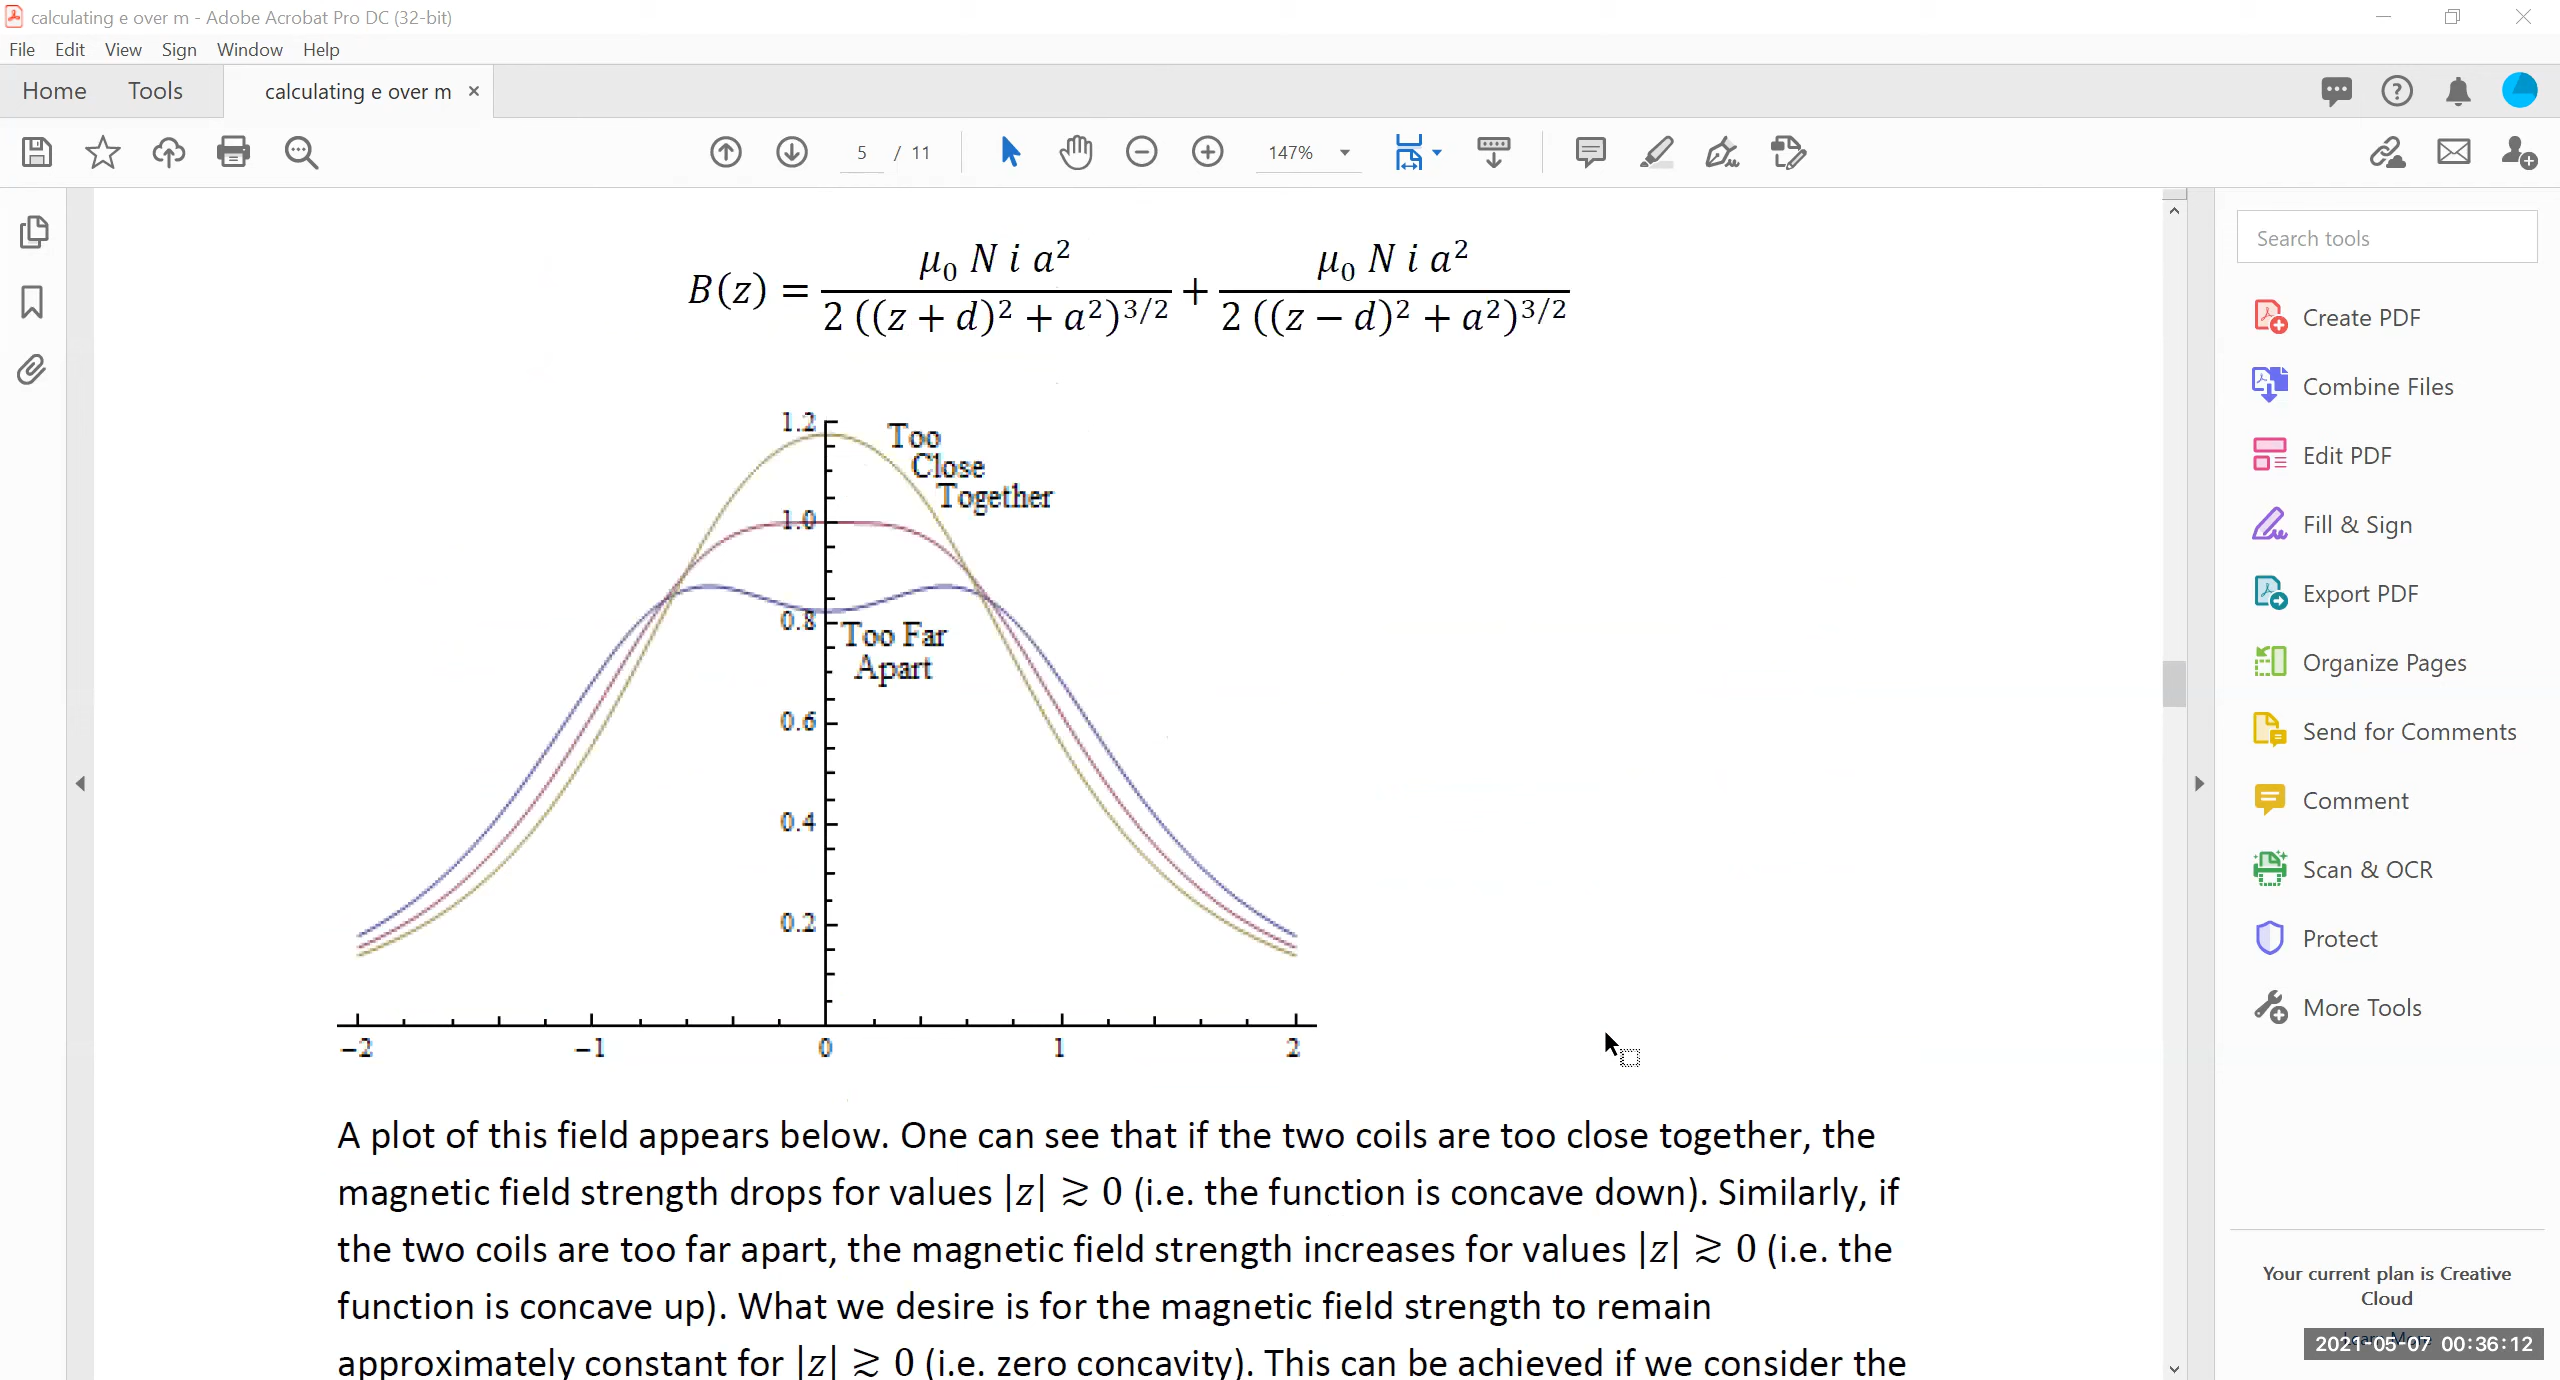 calculating e over m - Adobe Acrobat Pro DC (32-bit)
File Edit View Sign Window Help
Home Tools calculating e over m ×
5 / 11 147%
Search tools
B(z) = μ₀ N i a² / 2 ((z + d)² + a²)^3/2 + μ₀ N i a² / 2 ((z − d)² + a²)^3/2
Create PDF
Combine Files
Edit PDF
Fill & Sign
Export PDF
Organize Pages
Send for Comments
Comment
Scan & OCR
Protect
More Tools
1.2
Too
Close
Together
1.0
0.8
Too Far
Apart
0.6
0.4
0.2
−2 −1 0 1 2
A plot of this field appears below. One can see that if the two coils are too close together, the
magnetic field strength drops for values |z| ≷ 0 (i.e. the function is concave down). Similarly, if
the two coils are too far apart, the magnetic field strength increases for values |z| ≷ 0 (i.e. the
function is concave up). What we desire is for the magnetic field strength to remain
approximately constant for |z| ≷ 0 (i.e. zero concavity). This can be achieved if we consider the
Your current plan is Creative
Cloud
2021-05-07 00:36:12